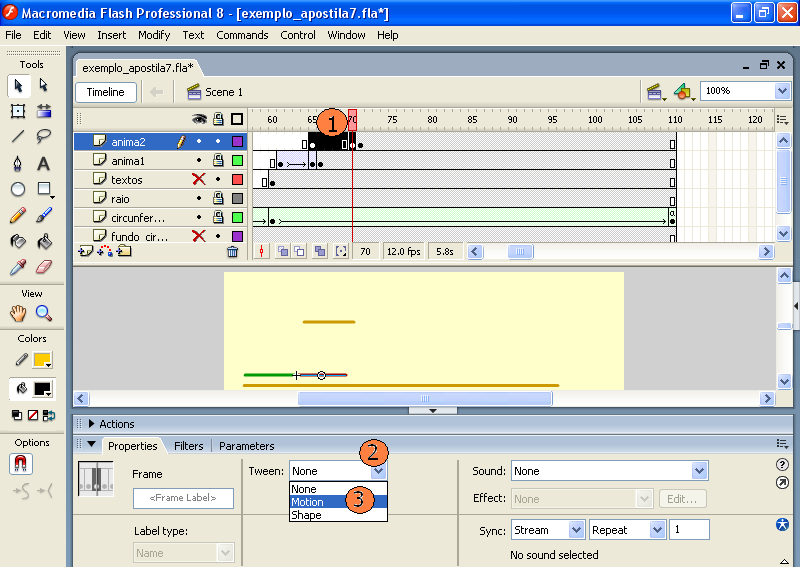 Macromedia Flash Professional 8 - [exemplo_apostila7.fla*]
File Edit View Insert Modify Text Commands Control Window Help
Tools
exemplo_apostila7.fla*
Timeline Scene 1 100%
60 65 70 75 80 85 90 95 100 105 110 115 120
1
anima2
anima1
textos
raio
circunfer...
fundo_cir...
70 12.0 fps 5.8s
View
Colors
Options
Actions
Properties Filters Parameters
2
Frame
<Frame Label>
Label type:
Name
Tween: None
None
Motion
Shape
3
Sound: None
Effect: None Edit...
Sync: Stream Repeat 1
No sound selected